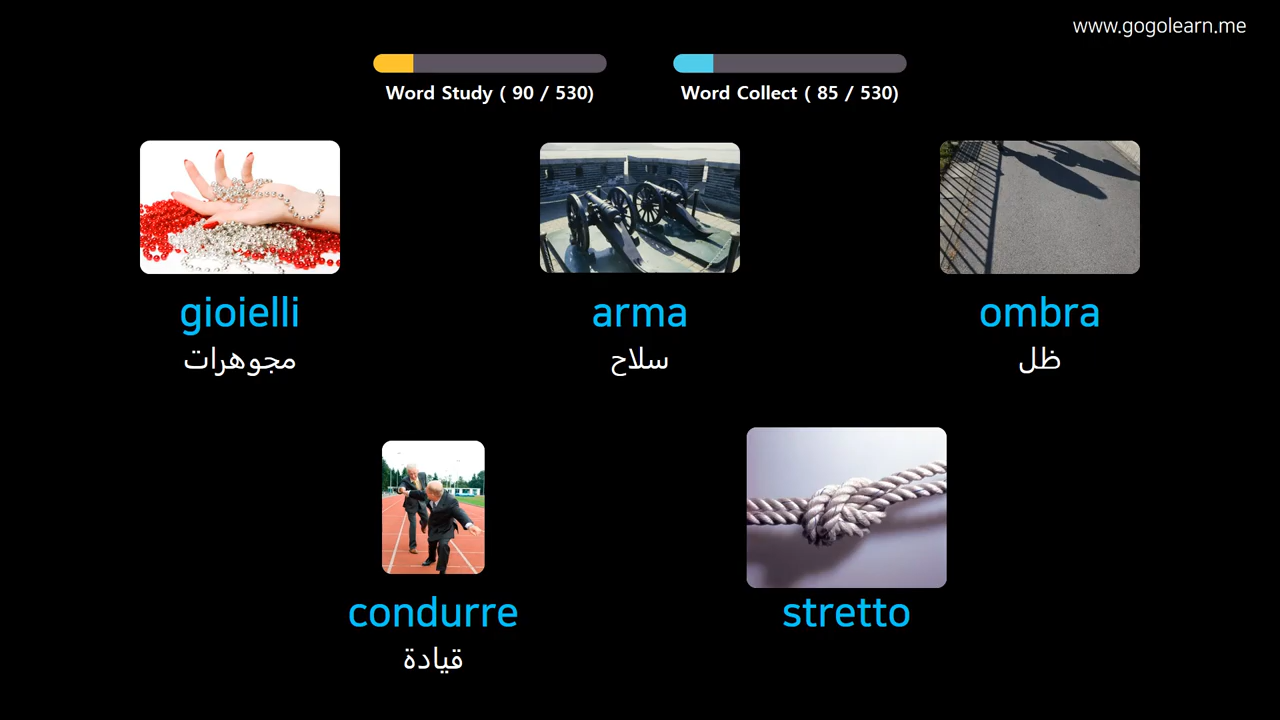 www.gogolearn.me
Word Study ( 90 / 530)
Word Collect ( 85 / 530)
gioielli
مجوهرات
arma
سلاح
ombra
ظل
condurre
قيادة
stretto